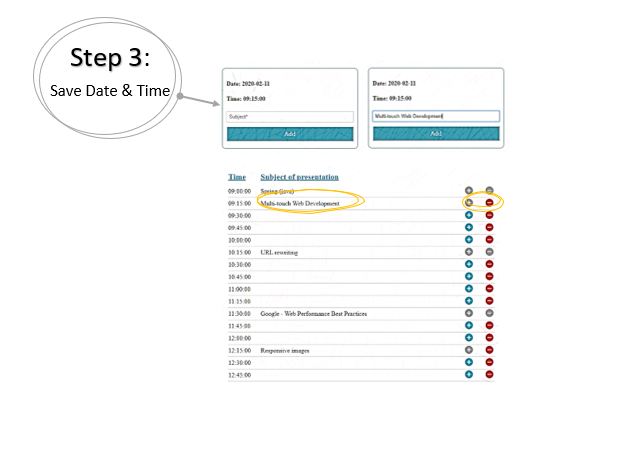 Step 3:
Save Date & Time
Date: 2020-02-11
Time: 09:15:00
Subject*
Add
Date: 2020-02-11
Time: 09:15:00
Multi-touch Web Development
Add
Time Subject of presentation
09:00:00 Spring (java)
09:15:00 Multi-touch Web Development
09:30:00
09:45:00
10:00:00
10:15:00 URL rewriting
10:30:00
10:45:00
11:00:00
11:15:00
11:30:00 Google - Web Performance Best Practices
11:45:00
12:00:00
12:15:00 Responsive images
12:30:00
12:45:00